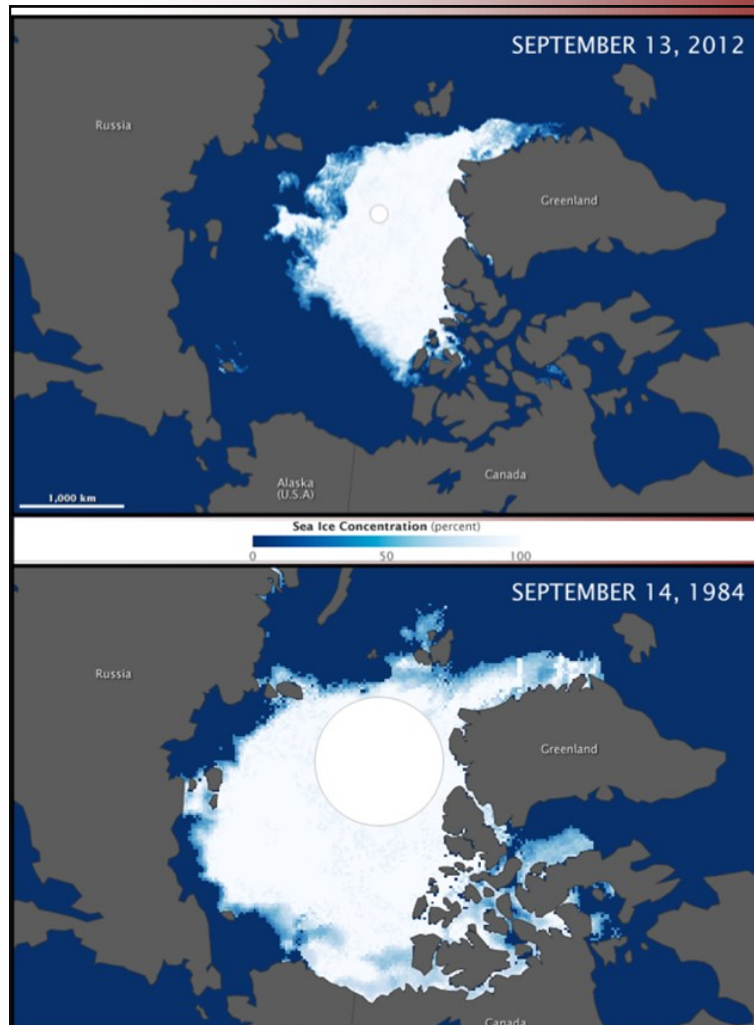 SEPTEMBER 13, 2012
Russia
Greenland
Alaska
(U.S.A)
Canada
1,000 km
Sea Ice Concentration (percent)
0 50 100
SEPTEMBER 14, 1984
Russia
Greenland
Canada